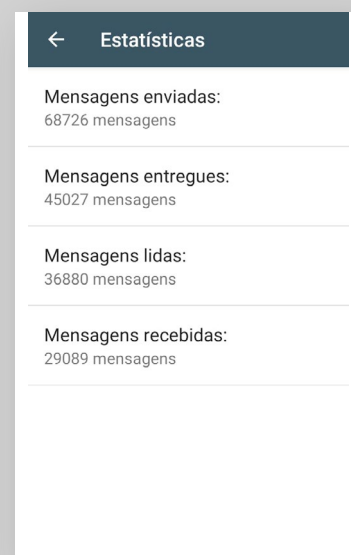 Estatísticas
Mensagens enviadas:
68726 mensagens
Mensagens entregues:
45027 mensagens
Mensagens lidas:
36880 mensagens
Mensagens recebidas:
29089 mensagens